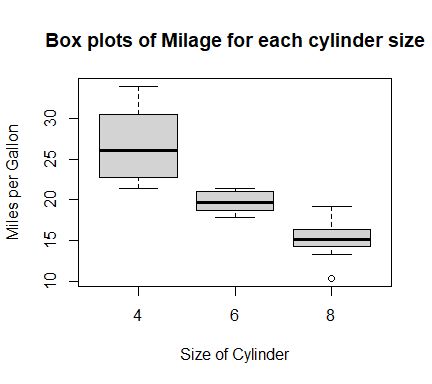 Box plots of Milage for each cylinder size
Miles per Gallon
30
25
20
15
10
4 6 8
Size of Cylinder